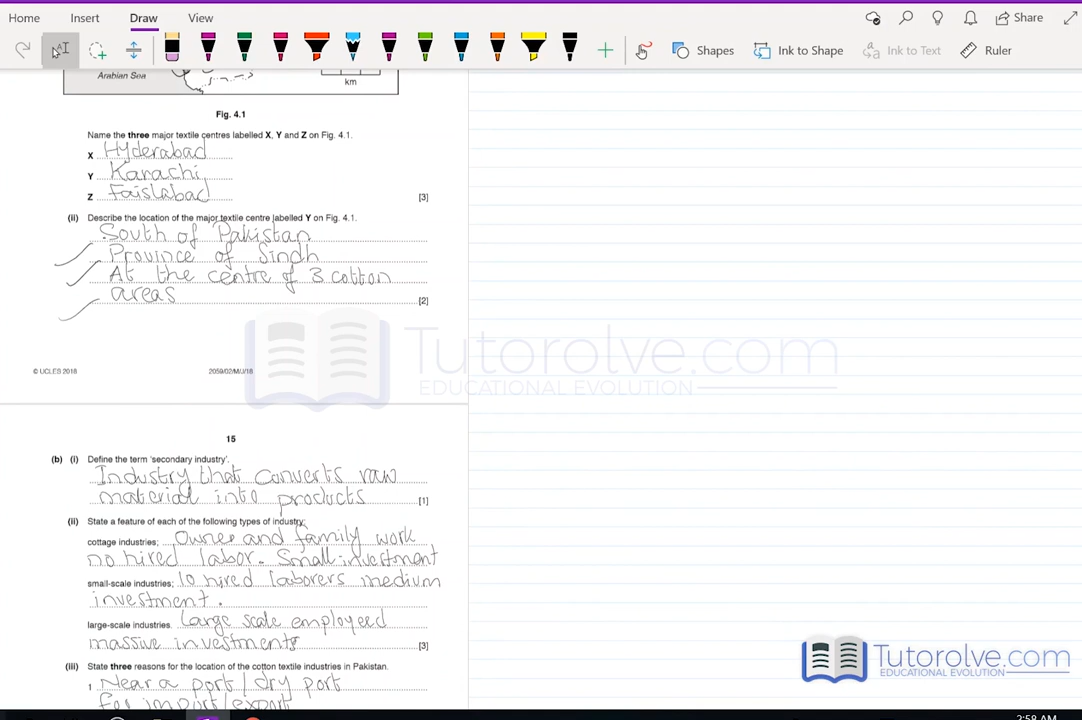 Home Insert Draw View Share
Shapes Ink to Shape Ink to Text Ruler
Arabian Sea km
Fig. 4.1
Name the three major textile centres labelled X, Y and Z on Fig. 4.1.
X Hyderabad
Y Karachi
Z Faislabad [3]
(ii) Describe the location of the major textile centre labelled Y on Fig. 4.1.
South of Pakistan
Province of Sindh
At the centre of 3 cotton
areas [2]
Tutorolve.com
EDUCATIONAL EVOLUTION
© UCLES 2018 2059/02/M/J/18
15
(b) (i) Define the term 'secondary industry'.
Industry that converts raw
material into products [1]
(ii) State a feature of each of the following types of industry;
cottage industries; Owner and family work
no hired labor. Small investment
small-scale industries; 10 hired laborers medium
investment.
large-scale industries. Large scale employeed
massive investments [3]
(iii) State three reasons for the location of the cotton textile industries in Pakistan.
1 Near a port/dry port
for import/export
Tutorolve.com
EDUCATIONAL EVOLUTION
2:58 AM